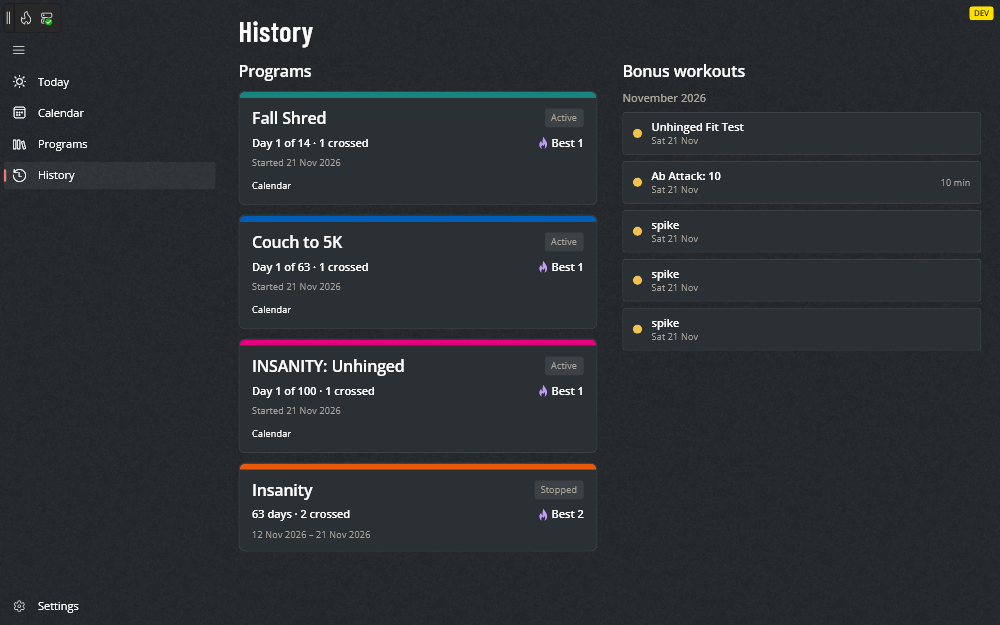 DEV
Today
Calendar
Programs
History
Settings
History
Programs
Fall Shred
Active
Day 1 of 14 · 1 crossed
Best 1
Started 21 Nov 2026
Calendar
Couch to 5K
Active
Day 1 of 63 · 1 crossed
Best 1
Started 21 Nov 2026
Calendar
INSANITY: Unhinged
Active
Day 1 of 100 · 1 crossed
Best 1
Started 21 Nov 2026
Calendar
Insanity
Stopped
63 days · 2 crossed
Best 2
12 Nov 2026 – 21 Nov 2026
Bonus workouts
November 2026
Unhinged Fit Test
Sat 21 Nov
Ab Attack: 10
Sat 21 Nov
10 min
spike
Sat 21 Nov
spike
Sat 21 Nov
spike
Sat 21 Nov